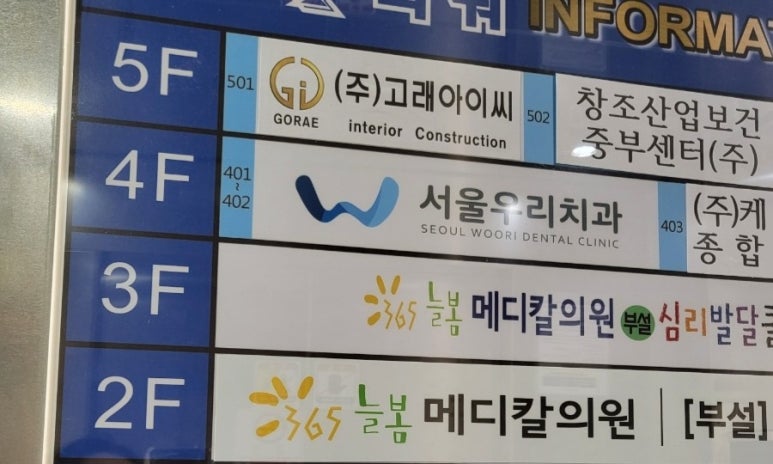 INFORMAT
5F
501
GORAE
(주)고래아이씨
interior Construction
502
창조산업보건
중부센터(주)
4F
401
~
402
서울우리치과
SEOUL WOORI DENTAL CLINIC
403
(주)케
종합
3F
365 늘봄 메디칼의원 부설 심리발달클
2F
365 늘봄 메디칼의원 | [부설]